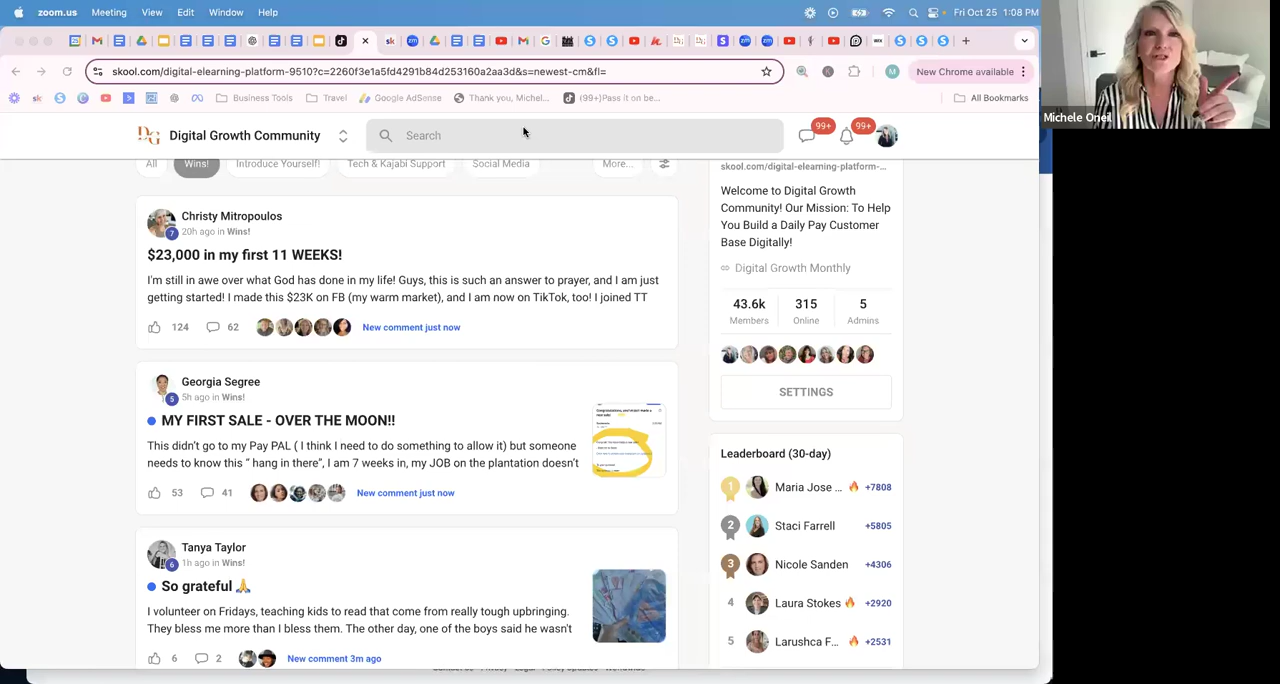 zoom.us Meeting View Edit Window Help
Fri Oct 25 1:08 PM
skool.com/digital-elearning-platform-9510?c=2260f3e1a5fd4291b84d253160a2aa3d&s=newest-cm&fl=
New Chrome available
Business Tools Travel Google AdSense Thank you, Michel... (99+)Pass it on be... All Bookmarks
Michele Oneil
DG Digital Growth Community
Search
99+ 99+
All Wins! Introduce Yourself! Tech & Kajabi Support Social Media More...
Christy Mitropoulos
7 20h ago in Wins!
$23,000 in my first 11 WEEKS!
I'm still in awe over what God has done in my life! Guys, this is such an answer to prayer, and I am just
getting started! I made this $23K on FB (my warm market), and I am now on TikTok, too! I joined TT
124 62 New comment just now
Georgia Segree
5 5h ago in Wins!
MY FIRST SALE - OVER THE MOON!!
This didn't go to my Pay PAL ( I think I need to do something to allow it) but someone
needs to know this " hang in there", I am 7 weeks in, my JOB on the plantation doesn't
53 41 New comment just now
Tanya Taylor
6 1h ago in Wins!
So grateful 🙏
I volunteer on Fridays, teaching kids to read that come from really tough upbringing.
They bless me more than I bless them. The other day, one of the boys said he wasn't
6 2 New comment 3m ago
skool.com/digital-elearning-platform-...
Welcome to Digital Growth
Community! Our Mission: To Help
You Build a Daily Pay Customer
Base Digitally!
Digital Growth Monthly
43.6k 315 5
Members Online Admins
SETTINGS
Leaderboard (30-day)
1 Maria Jose ... 🔥 +7808
2 Staci Farrell +5805
3 Nicole Sanden +4306
4 Laura Stokes 🔥 +2920
5 Larushca F... 🔥 +2531